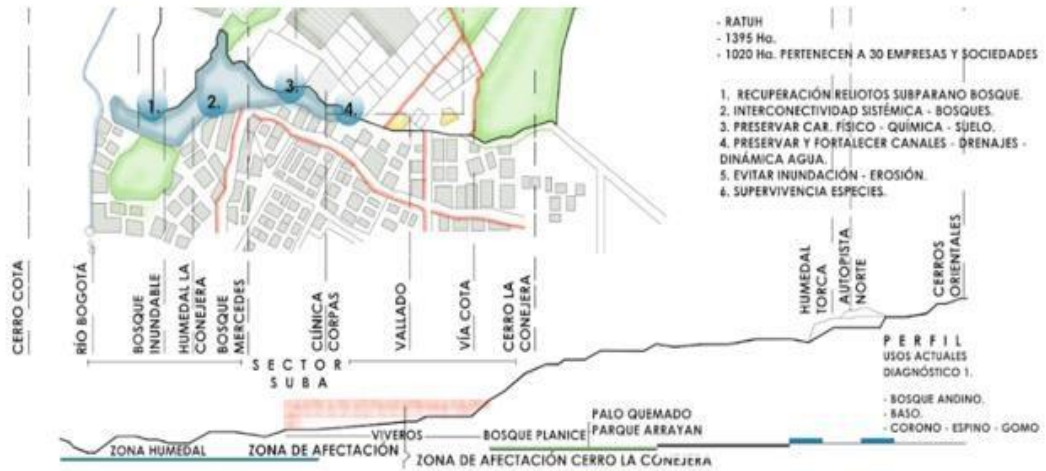 - RATUH
- 1395 Ha.
- 1020 Ha. PERTENECEN A 30 EMPRESAS Y SOCIEDADES
1. RECUPERACIÓN RELIOTOS SUBPARANO BOSQUE.
2. INTERCONECTIVIDAD SISTÉMICA - BOSQUES.
3. PRESERVAR CAR. FÍSICO - QUÍMICA - SUELO.
4. PRESERVAR Y FORTALECER CANALES - DRENAJES -
DINÁMICA AGUA.
5. EVITAR INUNDACIÓN - EROSIÓN.
6. SUPERVIVENCIA ESPECIES.
1.
2.
3.
4.
CERRO COTA
RÍO BOGOTÁ
BOSQUE
INUNDABLE
HUMEDAL LA
CONEJERA
BOSQUE
MERCEDES
CLÍNICA
CORPAS
VALLADO
VÍA COTA
CERRO LA
CONEJERA
HUMEDAL
TORCA
AUTOPISTA
NORTE
CERROS
ORIENTALES
SECTOR
SUBA
PERFIL
USOS ACTUALES
DIAGNÓSTICO 1.
- BOSQUE ANDINO.
- BASO.
- CORONO - ESPINO - GOMO
PALO QUEMADO
PARQUE ARRAYAN
VIVEROS
BOSQUE PLANICE
ZONA HUMEDAL
ZONA DE AFECTACIÓN
ZONA DE AFECTACIÓN CERRO LA CONEJERA